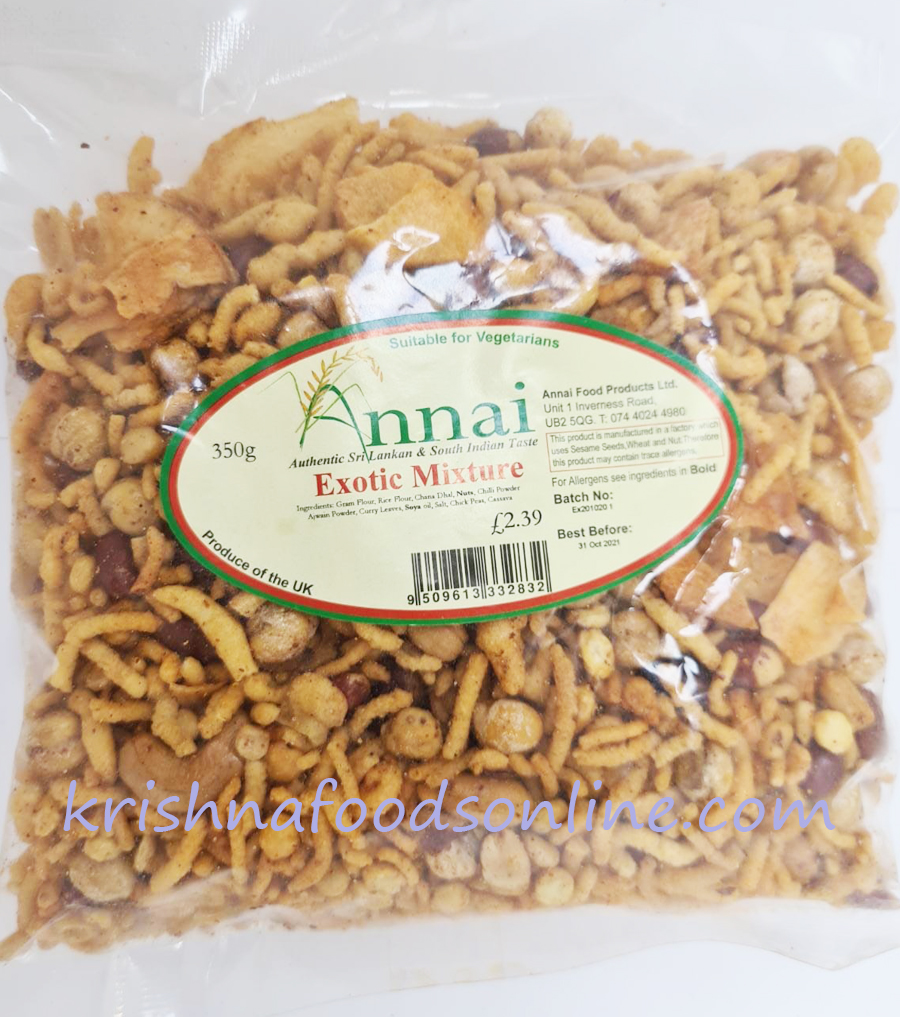 Suitable for Vegetarians
350g
Annai
Authentic Sri Lankan & South Indian Taste
Exotic Mixture
Ingredients: Gram Flour, Rice Flour, Chana Dhal, Nuts, Chilli Powder
Ajwain Powder, Curry Leaves, Soya oil, Salt, Chick Peas, Cassava
£2.39
9 509613 332832
Produce of the UK
Annai Food Products Ltd.
Unit 1 Inverness Road,
UB2 5QG. T: 074 4024 4980
This product is manufactured in a factory which
uses Sesame Seeds,Wheat and Nut.Therefore
this product may contain trace allergens.
For Allergens see ingredients in Bold
Batch No:
Ex201020 1
Best Before:
31 Oct 2021
krishnafoodsonline.com